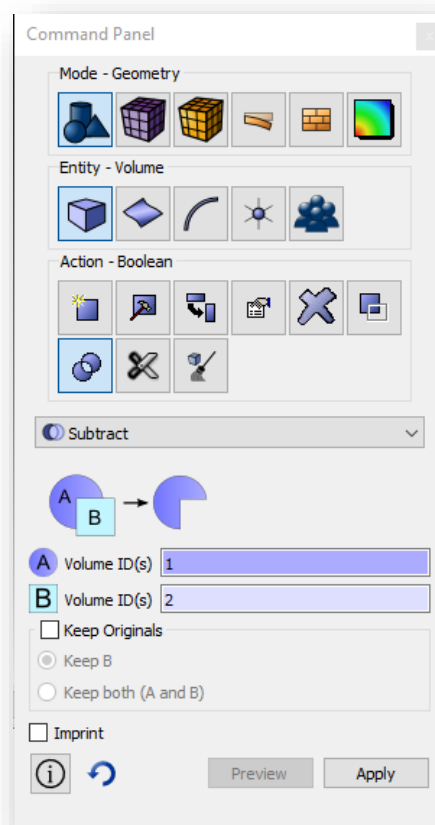 Command Panel
x
Mode - Geometry
Entity - Volume
Action - Boolean
Subtract
A
B
A Volume ID(s) 1
B Volume ID(s) 2
Keep Originals
Keep B
Keep both (A and B)
Imprint
Preview Apply